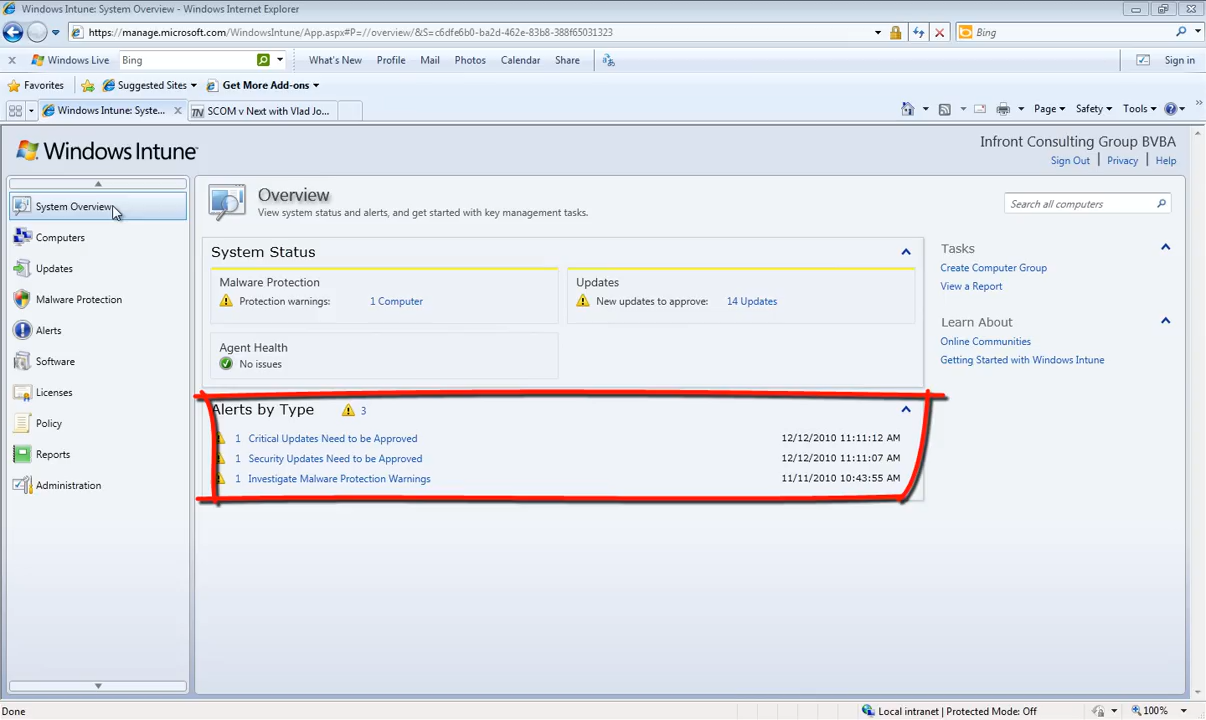 Windows Intune: System Overview - Windows Internet Explorer
https://manage.microsoft.com/WindowsIntune/App.aspx#P=//overview/&S=c6dfe6b0-ba2d-462e-83b8-388f65031323
Bing
Windows Live
Bing
What's New
Profile
Mail
Photos
Calendar
Share
Sign in
Favorites
Suggested Sites
Get More Add-ons
Windows Intune: Syste...
SCOM v Next with Vlad Jo...
Page
Safety
Tools
Windows Intune
Infront Consulting Group BVBA
Sign Out | Privacy | Help
System Overview
Computers
Updates
Malware Protection
Alerts
Software
Licenses
Policy
Reports
Administration
Overview
View system status and alerts, and get started with key management tasks.
Search all computers
System Status
Malware Protection
Protection warnings: 1 Computer
Updates
New updates to approve: 14 Updates
Agent Health
No issues
Alerts by Type 3
1 Critical Updates Need to be Approved 12/12/2010 11:11:12 AM
1 Security Updates Need to be Approved 12/12/2010 11:11:07 AM
1 Investigate Malware Protection Warnings 11/11/2010 10:43:55 AM
Tasks
Create Computer Group
View a Report
Learn About
Online Communities
Getting Started with Windows Intune
Done
Local intranet | Protected Mode: Off
100%